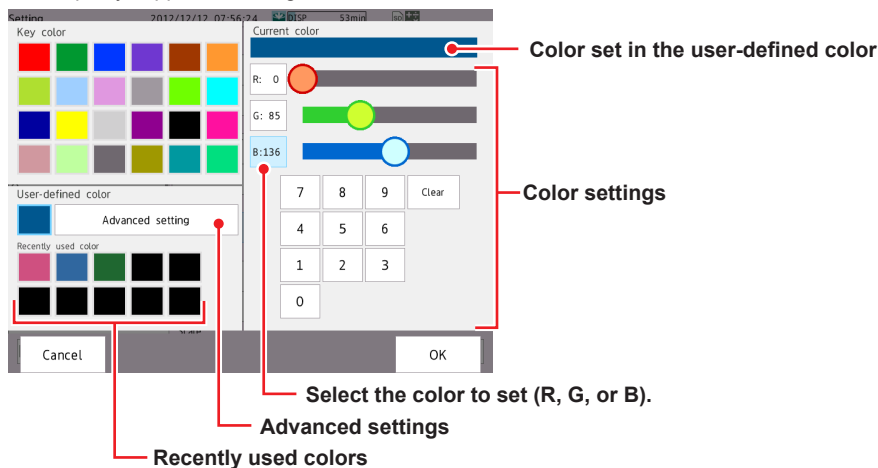 Setting 2012/12/12 07:56:24 DISP 53min SD
Key color
Current color
Color set in the user-defined color
R: 0
G: 85
B:136
7 8 9 Clear
Color settings
User-defined color
Advanced setting
4 5 6
Recently used color
1 2 3
0
Cancel
OK
Select the color to set (R, G, or B).
Advanced settings
Recently used colors